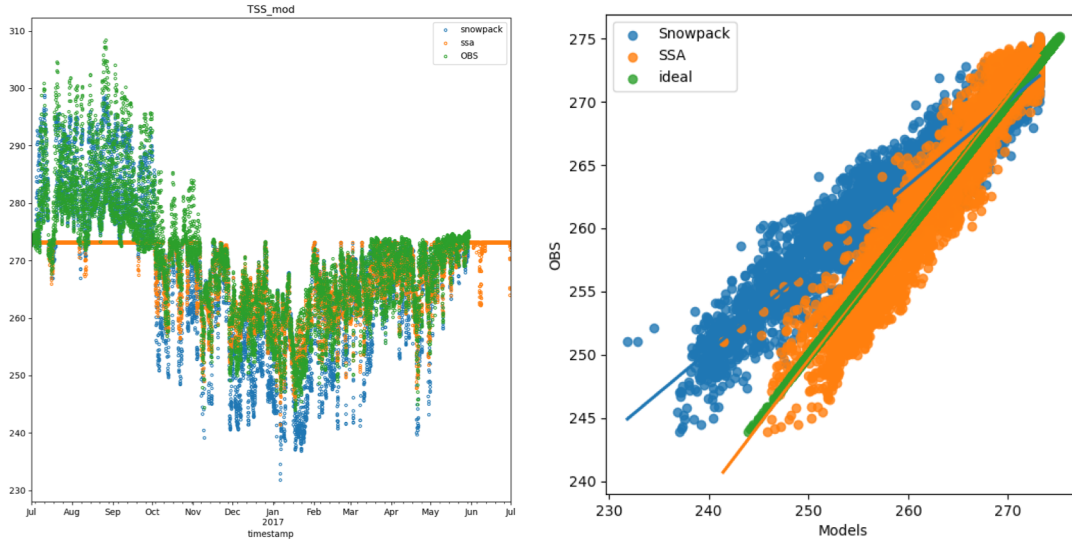 TSS_mod
snowpack
ssa
OBS
310
300
290
280
270
260
250
240
230
Jul Aug Sep Oct Nov Dec Jan Feb Mar Apr May Jun Jul
2017
timestamp
Snowpack
SSA
ideal
OBS
275
270
265
260
255
250
245
240
230 240 250 260 270
Models